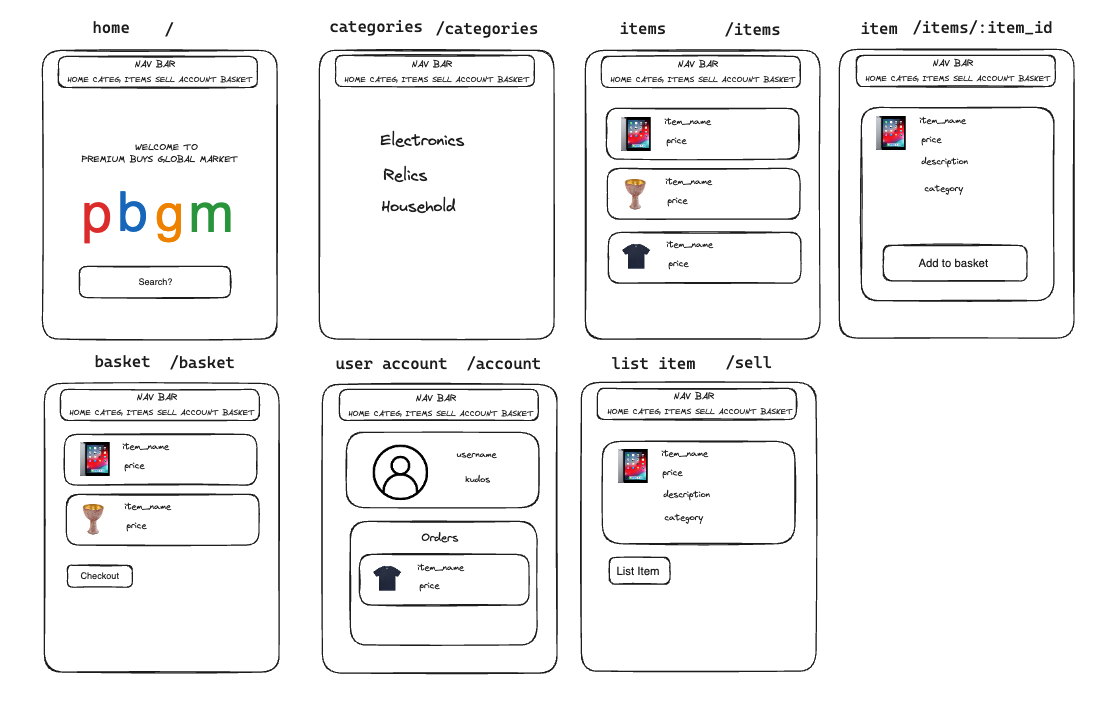 home /
NAV BAR
HOME CATEG ITEMS SELL ACCOUNT BASKET
WELCOME TO
PREMIUM BUYS GLOBAL MARKET
pbgm
Search?
categories /categories
NAV BAR
HOME CATEG ITEMS SELL ACCOUNT BASKET
Electronics
Relics
Household
items /items
NAV BAR
HOME CATEG ITEMS SELL ACCOUNT BASKET
item_name
price
item_name
price
item_name
price
item /items/:item_id
NAV BAR
HOME CATEG ITEMS SELL ACCOUNT BASKET
item_name
price
description
category
Add to basket
basket /basket
NAV BAR
HOME CATEG ITEMS SELL ACCOUNT BASKET
item_name
price
item_name
price
Checkout
user account /account
NAV BAR
HOME CATEG ITEMS SELL ACCOUNT BASKET
username
kudos
Orders
item_name
price
list item /sell
NAV BAR
HOME CATEG ITEMS SELL ACCOUNT BASKET
item_name
price
description
category
List Item